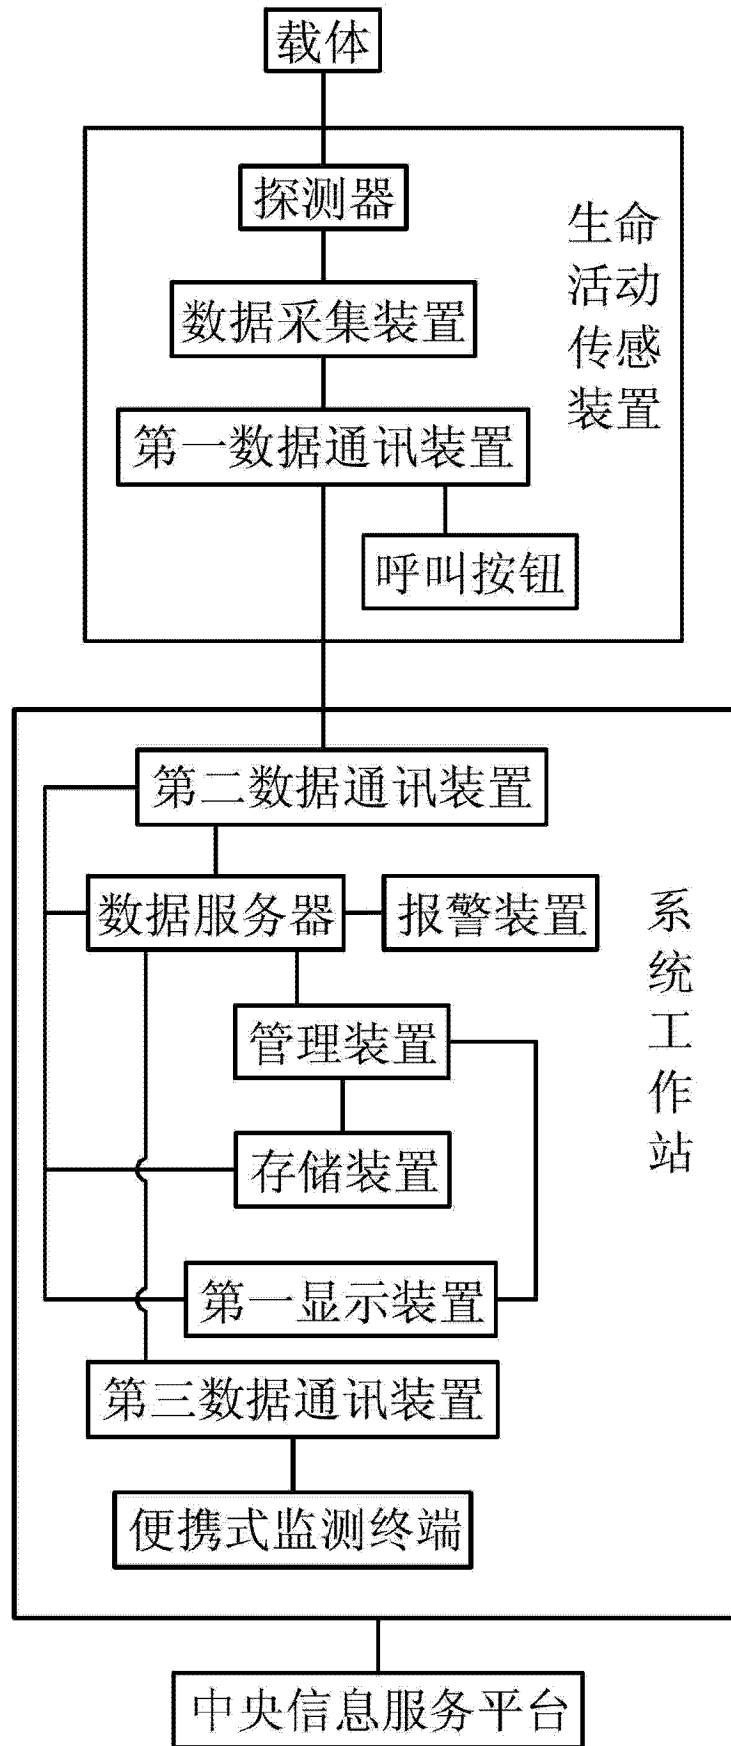 载体
探测器
生命
活动
传感
装置
数据采集装置
第一数据通讯装置
呼叫按钮
第二数据通讯装置
数据服务器
报警装置
系
统
工
作
站
管理装置
存储装置
第一显示装置
第三数据通讯装置
便携式监测终端
中央信息服务平台